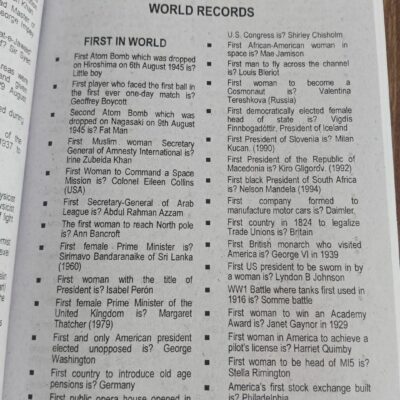 WORLD RECORDS
FIRST IN WORLD
First Atom Bomb which was dropped
on Hiroshima on 6th August 1945 is?
Little boy
First player who faced the first ball in
the first ever one-day match is?
Geoffrey Boycott
Second Atom Bomb which was
dropped on Nagasaki on 9th August
1945 is? Fat Man
First Muslim woman Secretary
General of Amnesty International is?
Irine Zubeida Khan
First Woman to Command a Space
Mission is? Colonel Eileen Collins
(USA)
First Secretary-General of Arab
League is? Abdul Rahman Azzam
The first woman to reach North pole
is? Ann Bancroft
First female Prime Minister is?
Sirimavo Bandaranaike of Sri Lanka
(1960)
First woman with the title of
President is? Isabel Perón
First female Prime Minister of the
United Kingdom is? Margaret
Thatcher (1979)
First and only American president
elected unopposed is? George
Washington
First country to introduce old age
pensions is? Germany
First public opera house opened in
U.S. Congress is? Shirley Chisholm
First African-American woman in
space is? Mae Jamison
First man to fly across the channel
is? Louis Bleriot
First woman to become a
Cosmonaut is? Valentina
Tereshkova (Russia)
First democratically elected female
head of state is? Vigdis
Finnbogadóttir, President of Iceland
First President of Slovenia is? Milan
Kucan. (1990)
First President of the Republic of
Macedonia is? Kiro Gligordv. (1992)
First black President of South Africa
is? Nelson Mandela (1994)
First company formed to
manufacture motor cars is? Daimler.
First country in 1824 to legalize
Trade Unions is? Britain
First British monarch who visited
America is? George VI in 1939
First US president to be sworn in by
a woman is? Lyndon B Johnson
WW1 Battle where tanks first used in
1916 is? Somme battle
First woman to win an Academy
Award is? Janet Gaynor in 1929
First woman in America to achieve a
pilot's license is? Harriet Quimby
First woman to be head of MI5 is?
Stella Rimington
America's first stock exchange built
is? Philadelphia